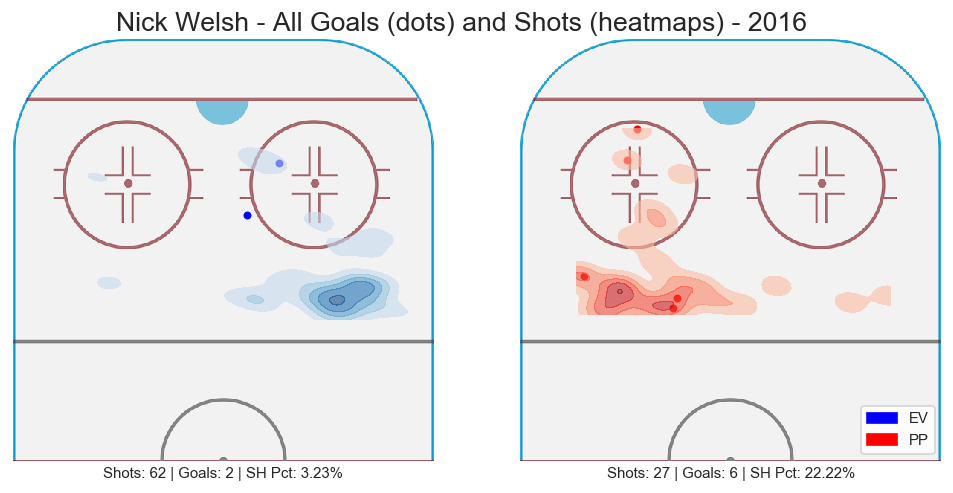 Nick Welsh - All Goals (dots) and Shots (heatmaps) - 2016
EV
PP
Shots: 62 | Goals: 2 | SH Pct: 3.23%
Shots: 27 | Goals: 6 | SH Pct: 22.22%